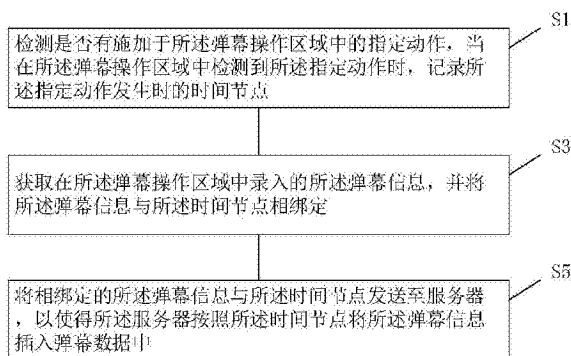 S1
检测是否有施加于所述弹幕操作区域中的指定动作，当
在所述弹幕操作区域中检测到所述指定动作时，记录所
述指定动作发生时的时间节点
S3
获取在所述弹幕操作区域中录入的所述弹幕信息，并将
所述弹幕信息与所述时间节点相绑定
S5
将相绑定的所述弹幕信息与所述时间节点发送至服务器
，以使得所述服务器按照所述时间节点将所述弹幕信息
插入弹幕数据中